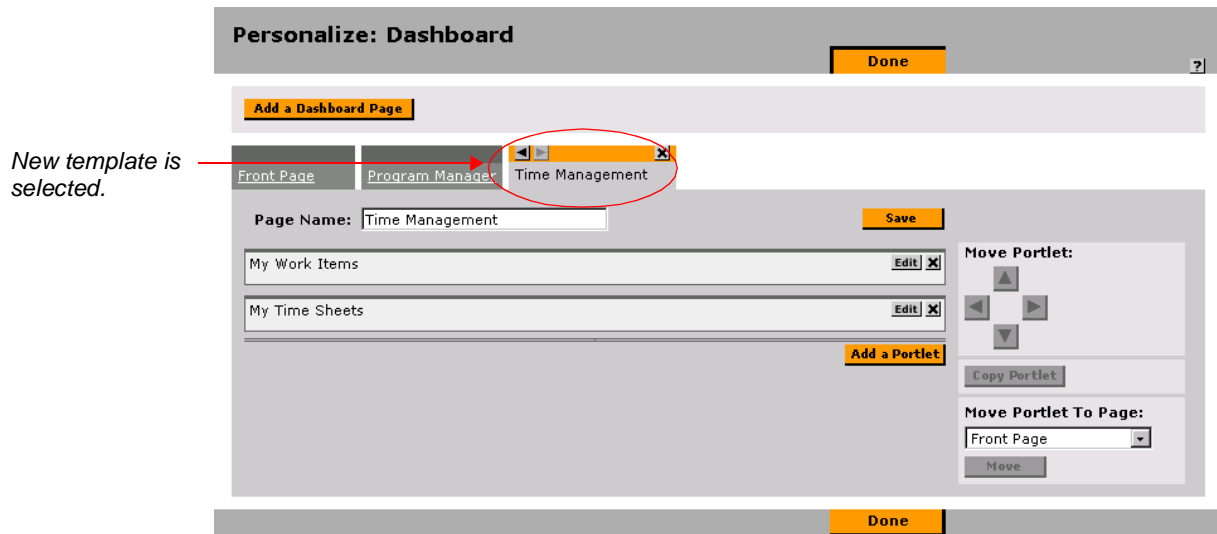 Personalize: Dashboard
Done
?
Add a Dashboard Page
New template is
selected.
Front Page
Program Manager
Time Management
Page Name: Time Management
Save
My Work Items
Edit
My Time Sheets
Edit
Add a Portlet
Move Portlet:
Copy Portlet
Move Portlet To Page:
Front Page
Move
Done